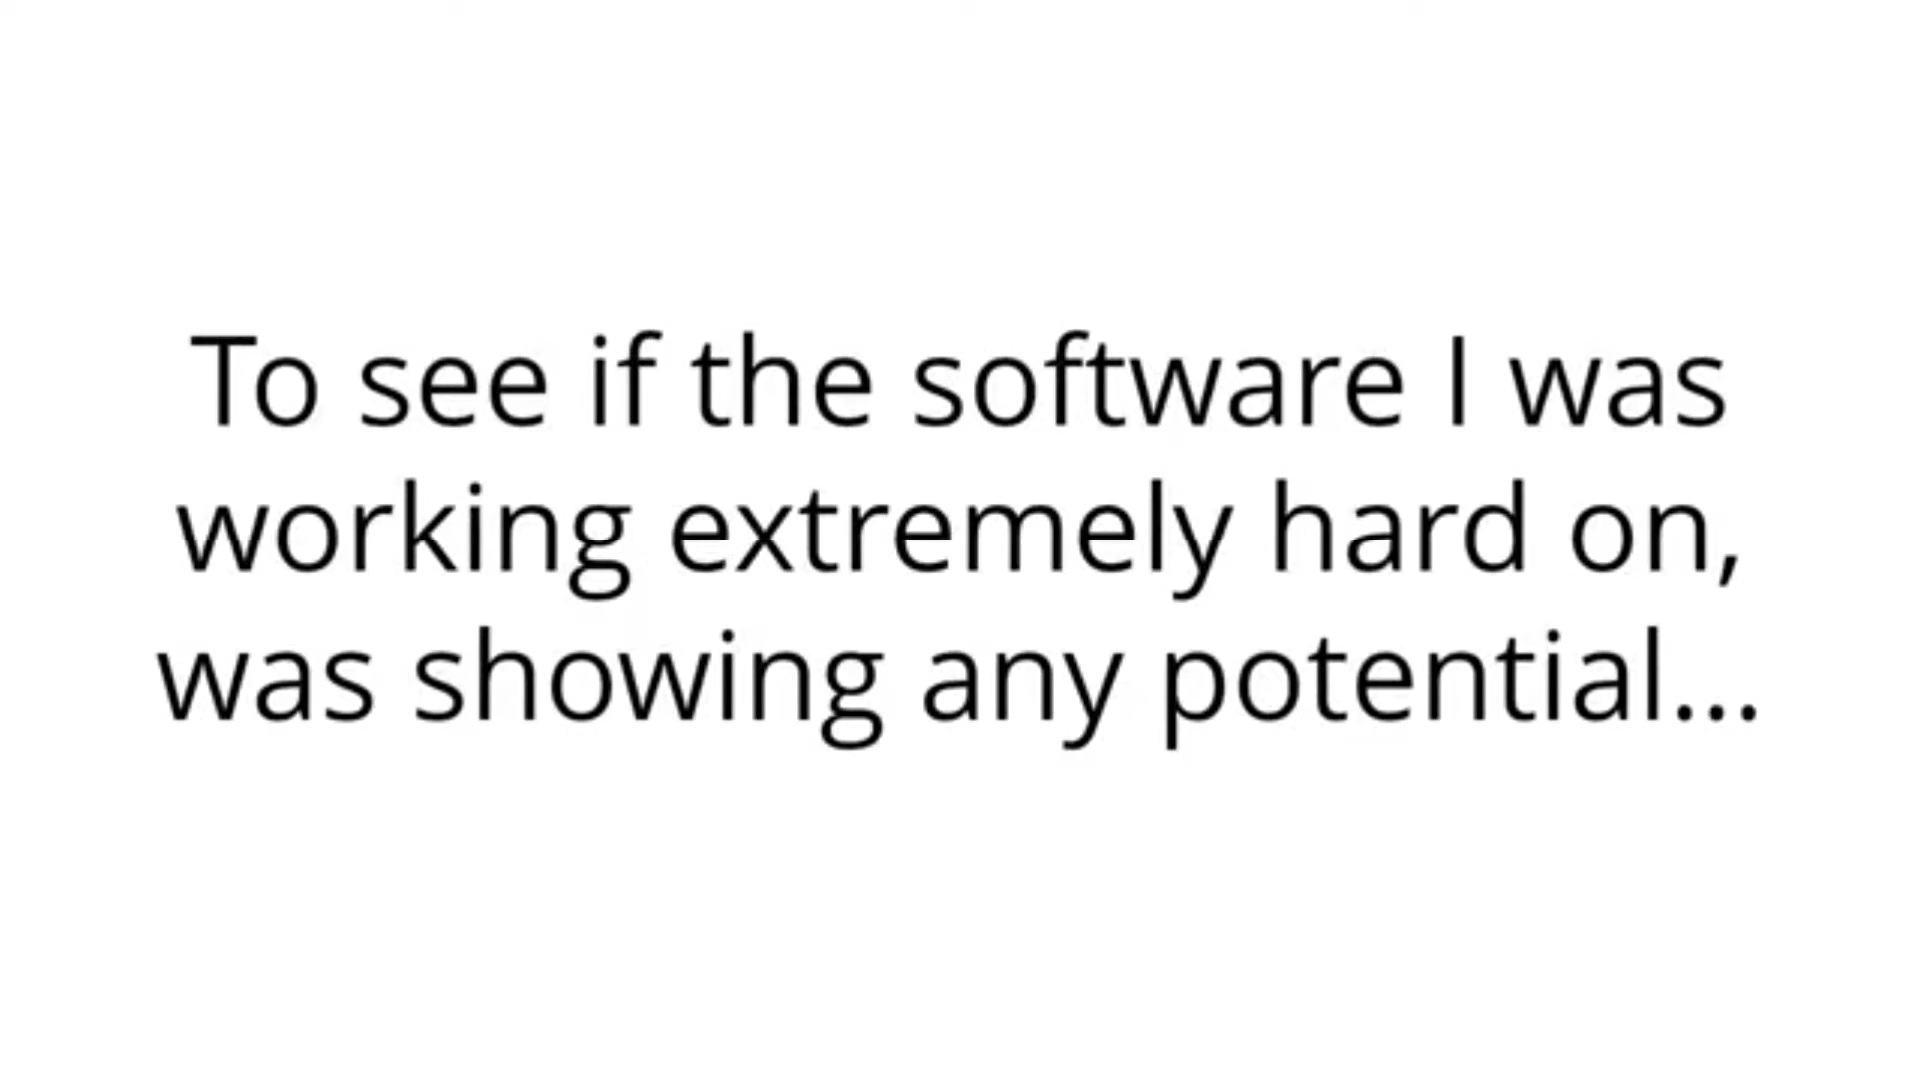 To see if the software I was
working extremely hard on,
was showing any potential...